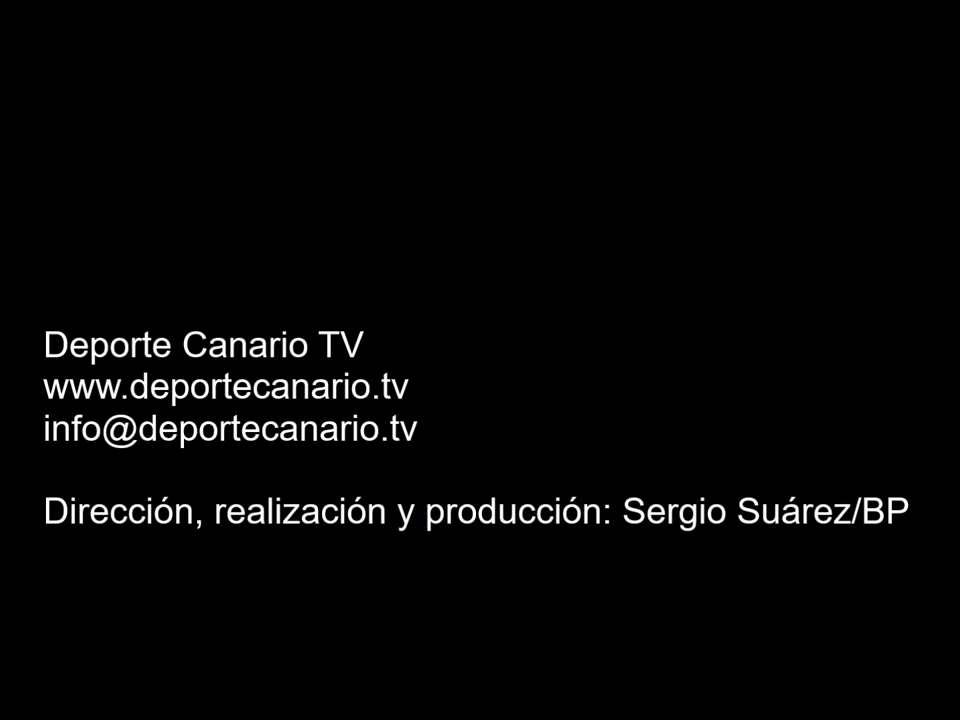 Deporte Canario TV
www.deportecanario.tv
info@deportecanario.tv
Dirección, realización y producción: Sergio Suárez/BP